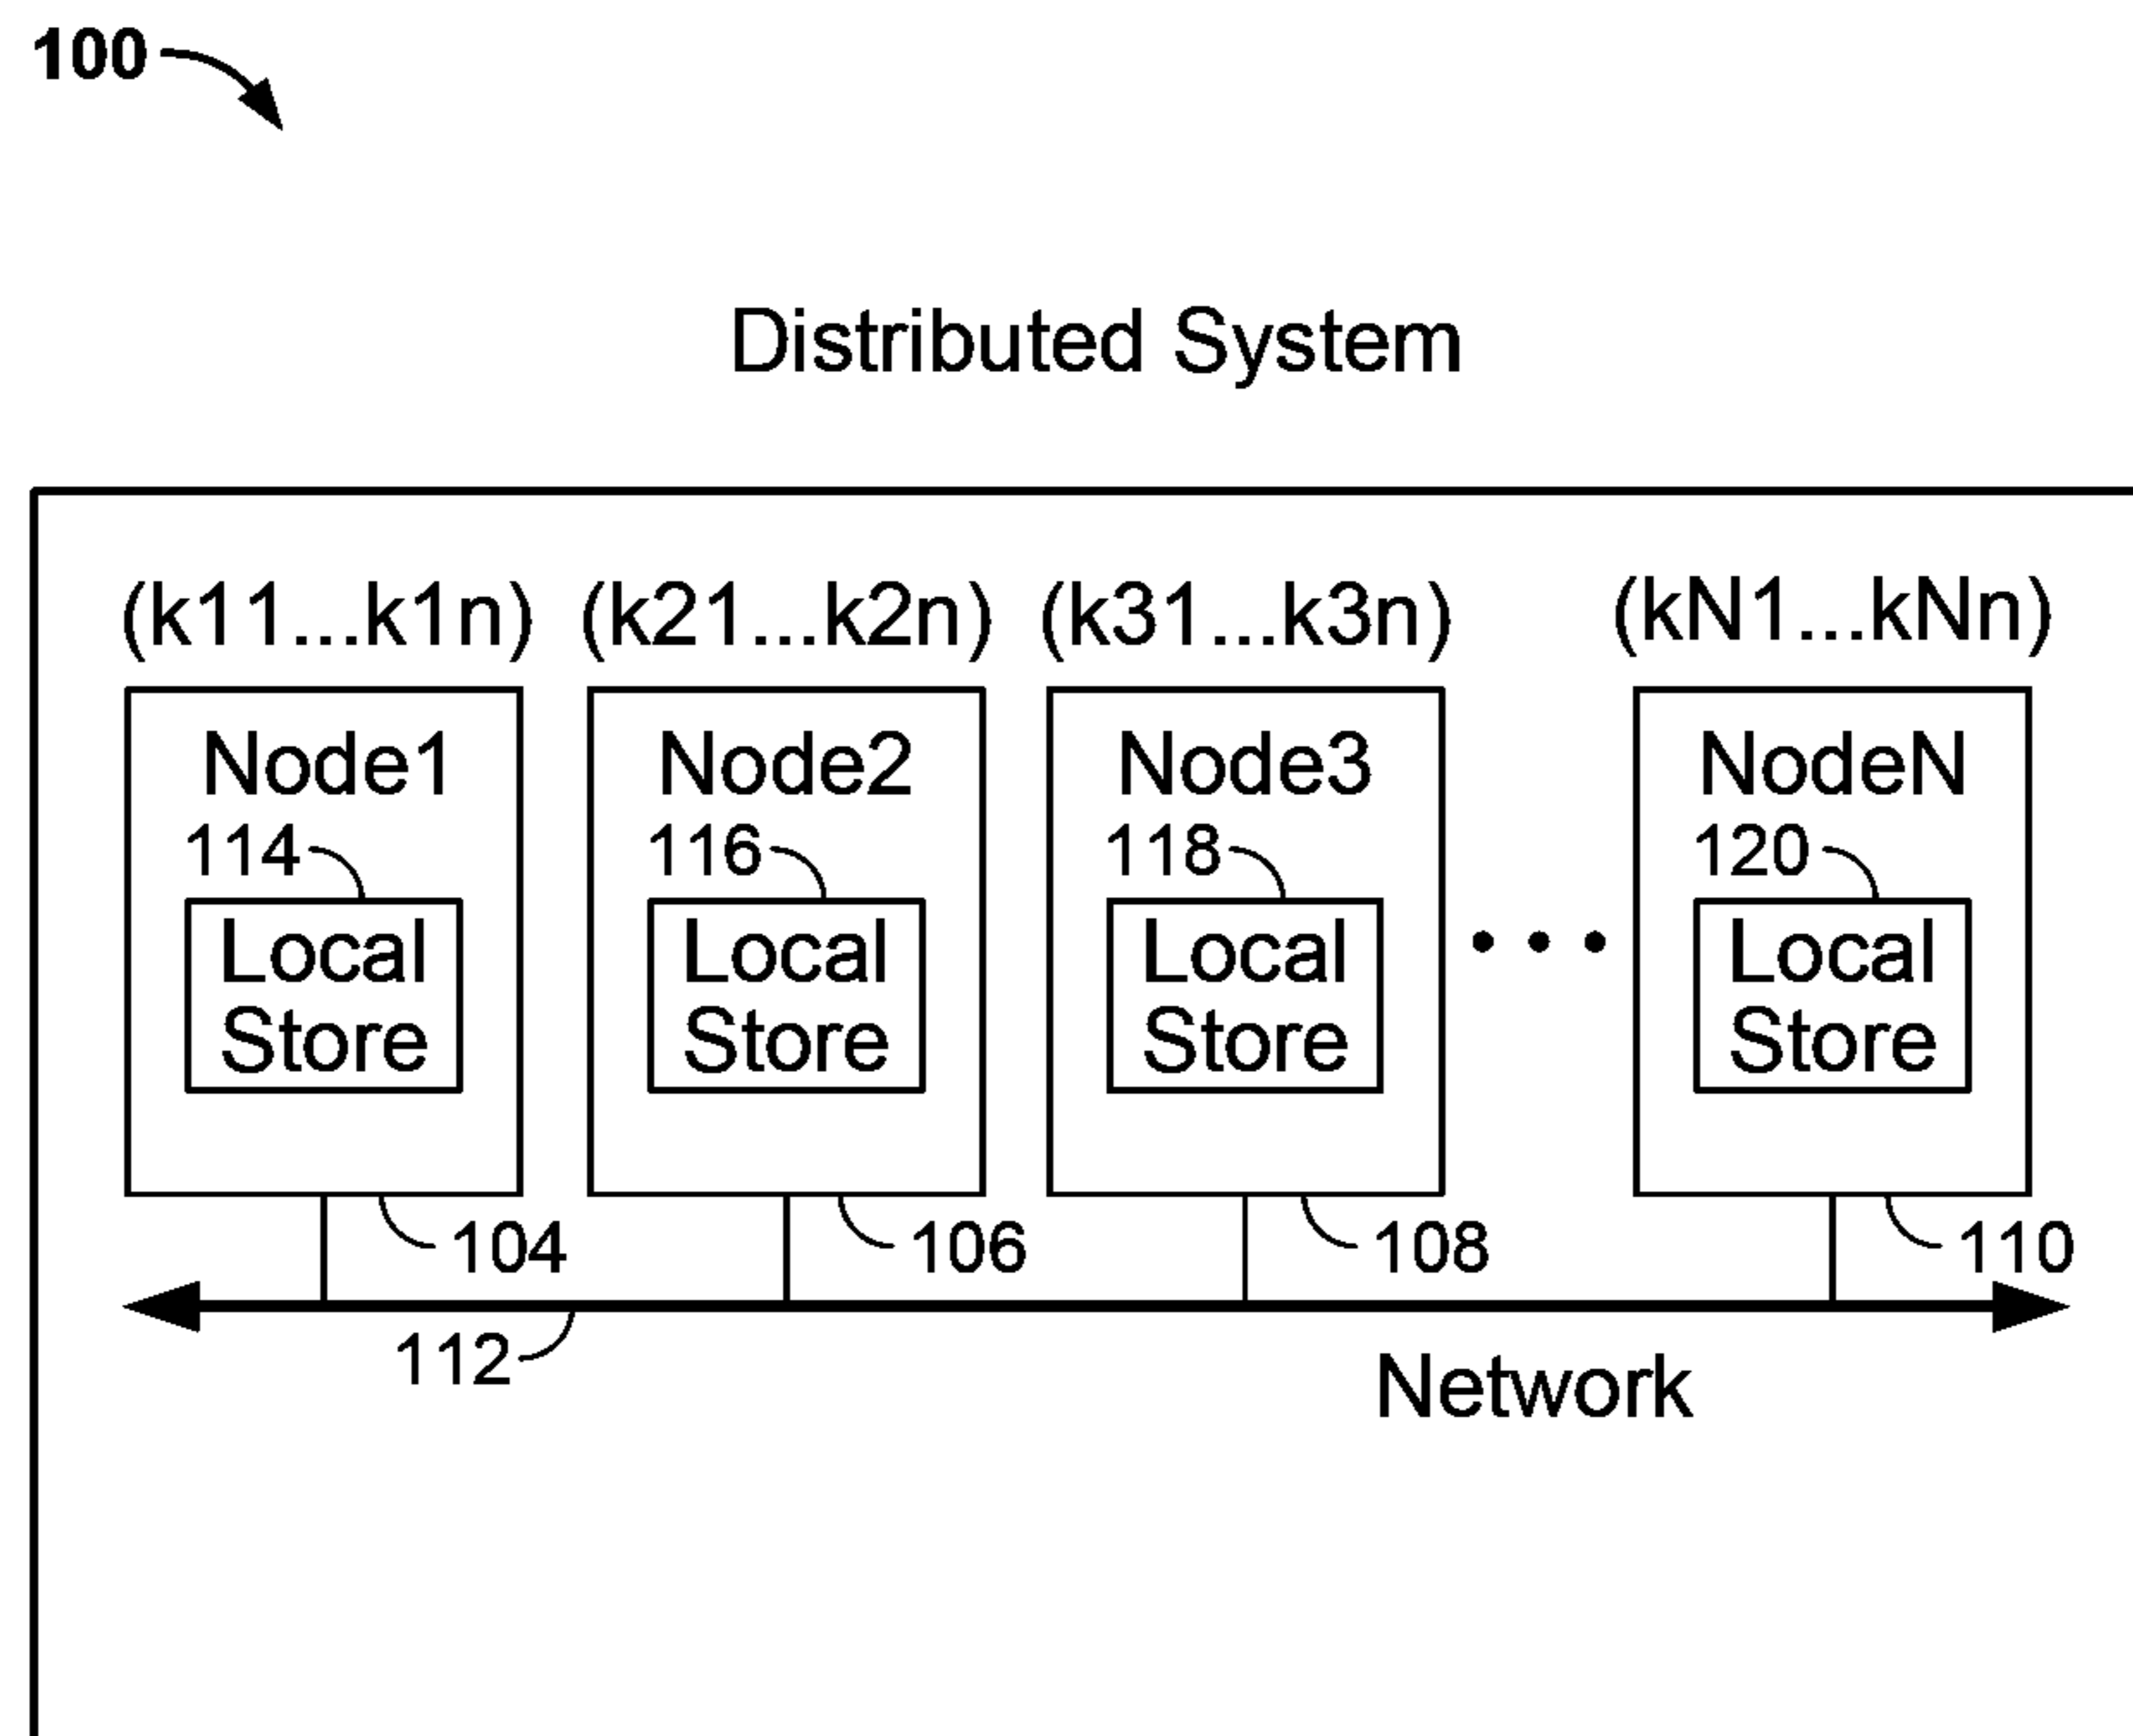 100
Distributed System
(k11...k1n) (k21...k2n) (k31...k3n) (kN1...kNn)
Node1 Node2 Node3 NodeN
114 116 118 120
Local Local Local • • • Local
Store Store Store Store
104 106 108 110
112
Network